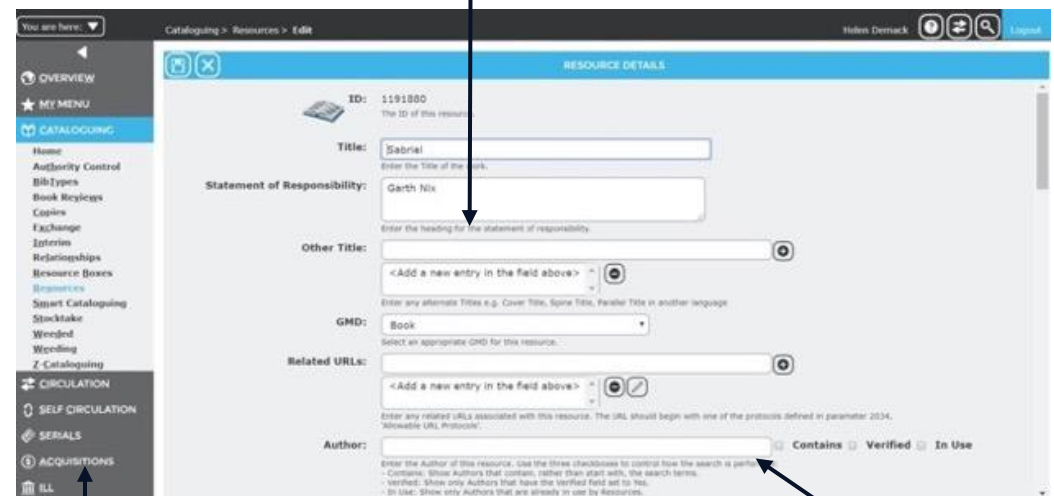 You are here: ▼
Cataloguing > Resources > Edit
Helen Demack
Logout
OVERVIEW
MY MENU
CATALOGUING
Home
Authority Control
BibTypes
Book Reviews
Copies
Exchange
Interim
Relationships
Resource Boxes
Resources
Smart Cataloguing
Stocktake
Weeded
Weeding
Z-Cataloguing
CIRCULATION
SELF CIRCULATION
SERIALS
ACQUISITIONS
ILL
RESOURCE DETAILS
ID: 1191880
The ID of this resource.
Title: Sabriel
Enter the Title of the work.
Statement of Responsibility: Garth Nix
Enter the heading for the statement of responsibility.
Other Title:
<Add a new entry in the field above>
Enter any alternate Titles e.g. Cover Title, Spine Title, Parallel Title in another language
GMD: Book
Select an appropriate GMD for this resource.
Related URLs:
<Add a new entry in the field above>
Enter any related URLs associated with this resource. The URL should begin with one of the protocols defined in parameter 2034,
'Allowable URL Protocols'.
Author: Contains Verified In Use
Enter the Author of this resource. Use the three checkboxes to control how the search is
- Contains: Show Authors that contain, rather than start with, the search terms.
- Verified: Show only Authors that have the Verified field set to Yes.
- In Use: Show only Authors that are already in use by Resources.